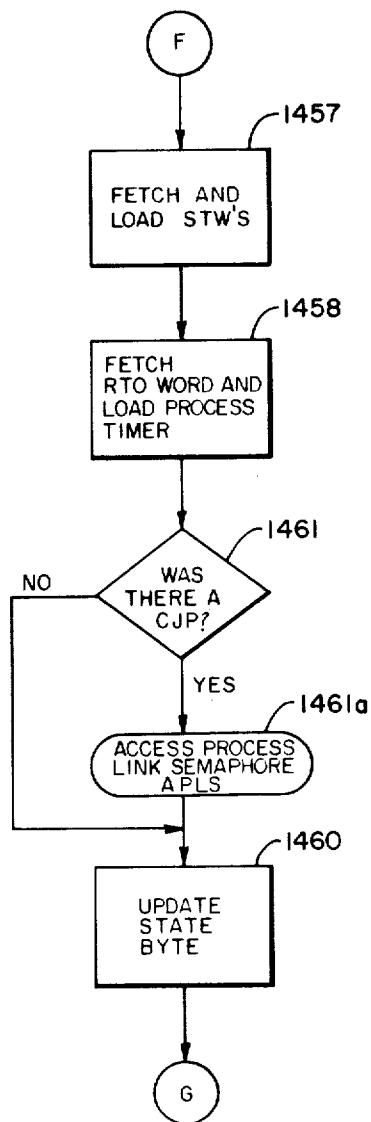 F
1457
FETCH AND
LOAD STW'S
1458
FETCH
RTO WORD AND
LOAD PROCESS
TIMER
1461
NO
WAS
THERE A
CJP?
YES
1461a
ACCESS PROCESS
LINK SEMAPHORE
APLS
1460
UPDATE
STATE
BYTE
G